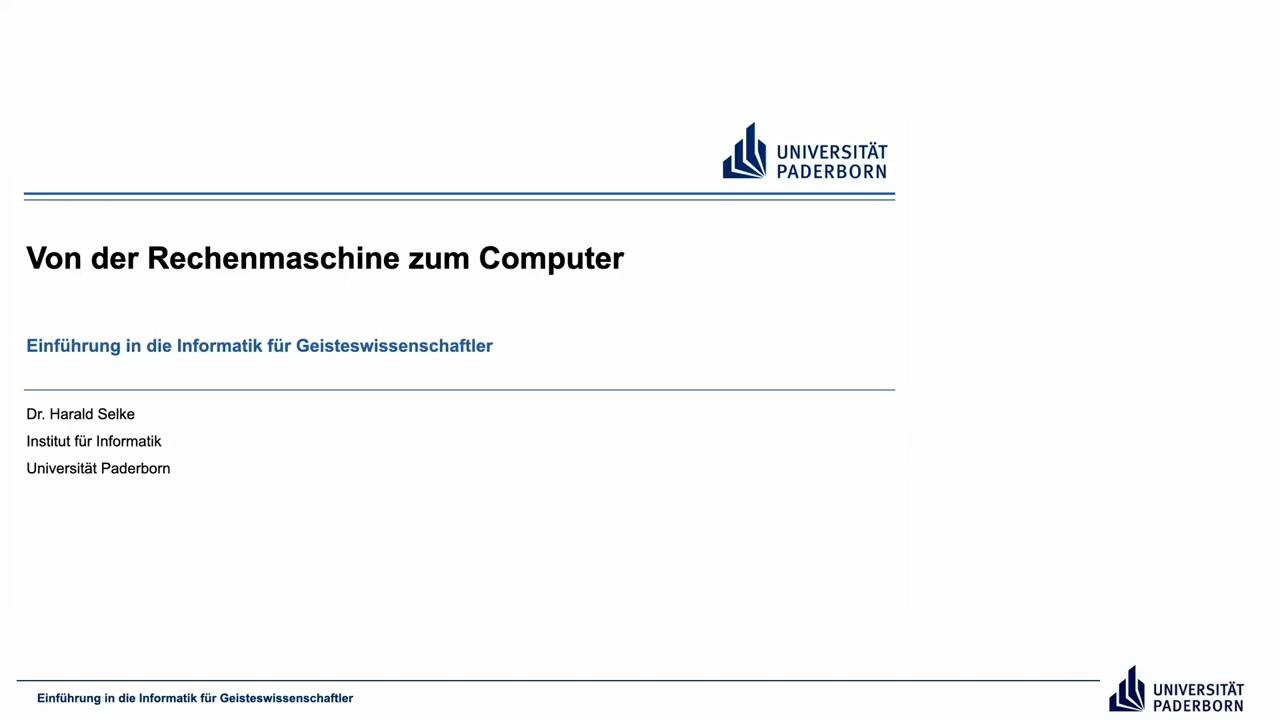 UNIVERSITÄT
PADERBORN
Von der Rechenmaschine zum Computer
Einführung in die Informatik für Geisteswissenschaftler
Dr. Harald Selke
Institut für Informatik
Universität Paderborn
Einführung in die Informatik für Geisteswissenschaftler
UNIVERSITÄT
PADERBORN